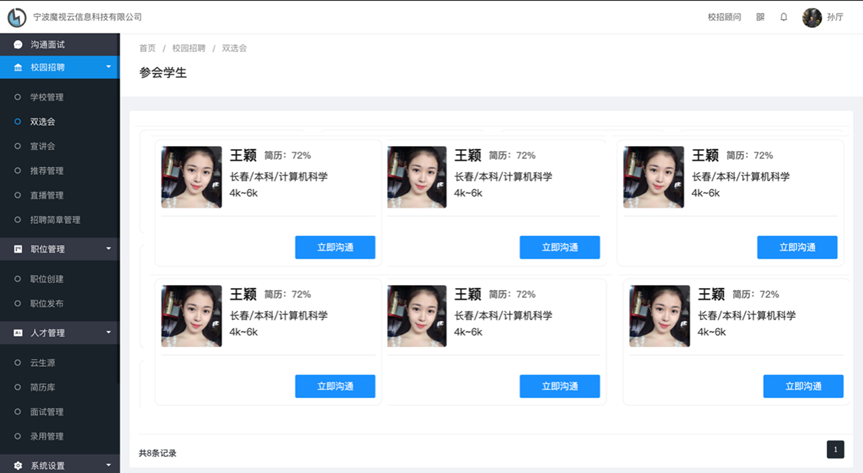 宁波魔视云信息科技有限公司
校招顾问
孙厅
沟通面试
校园招聘
学校管理
双选会
宣讲会
推荐管理
直播管理
招聘简章管理
职位管理
职位创建
职位发布
人才管理
云生源
简历库
面试管理
录用管理
系统设置
首页 / 校园招聘 / 双选会
参会学生
王颖 简历：72%
长春/本科/计算机科学
4k~6k
立即沟通
王颖 简历：72%
长春/本科/计算机科学
4k~6k
立即沟通
王颖 简历：72%
长春/本科/计算机科学
4k~6k
立即沟通
王颖 简历：72%
长春/本科/计算机科学
4k~6k
立即沟通
王颖 简历：72%
长春/本科/计算机科学
4k~6k
立即沟通
王颖 简历：72%
长春/本科/计算机科学
4k~6k
立即沟通
共8条记录
1